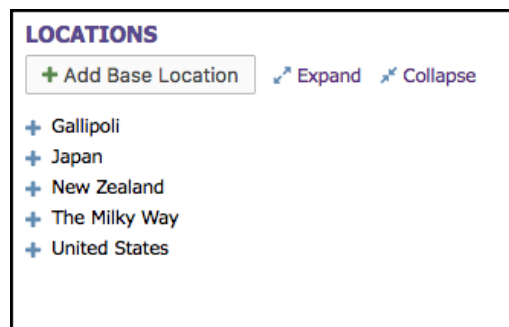 LOCATIONS
Add Base Location Expand Collapse
Gallipoli
Japan
New Zealand
The Milky Way
United States